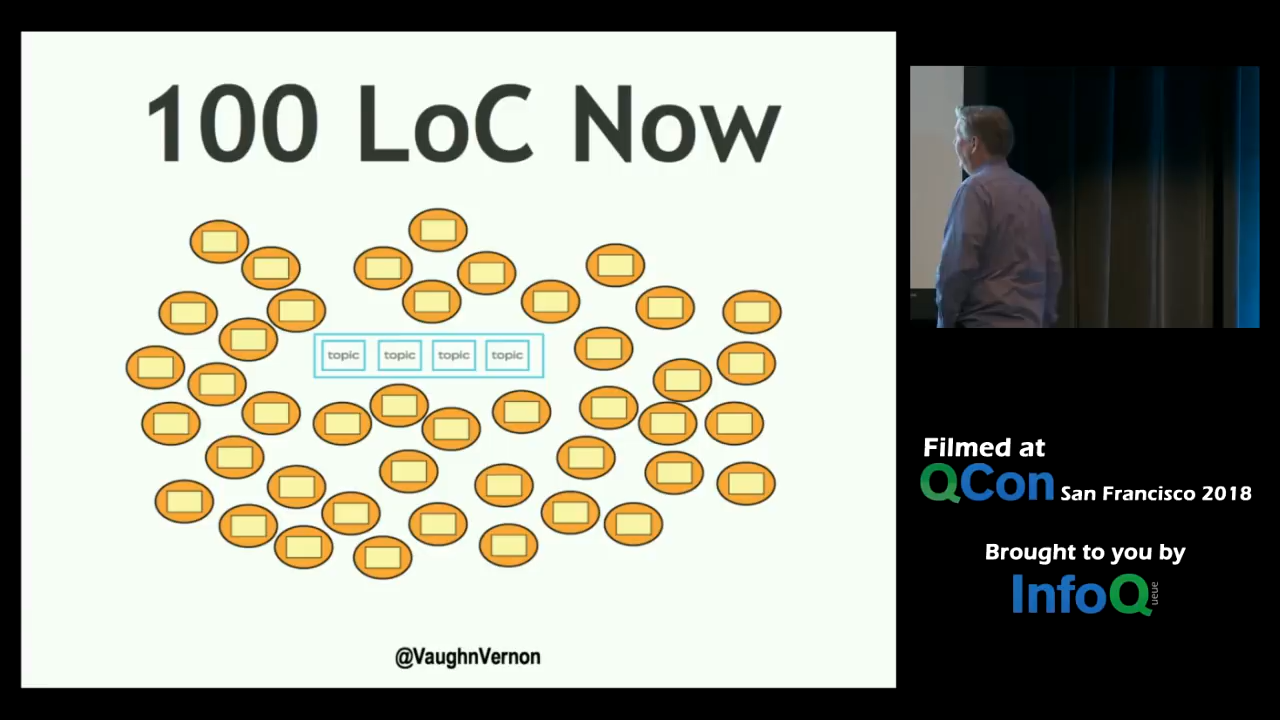 100 LoC Now
topic topic topic topic
@VaughnVernon
Filmed at
QCon San Francisco 2018
Brought to you by
InfoQ
ueue